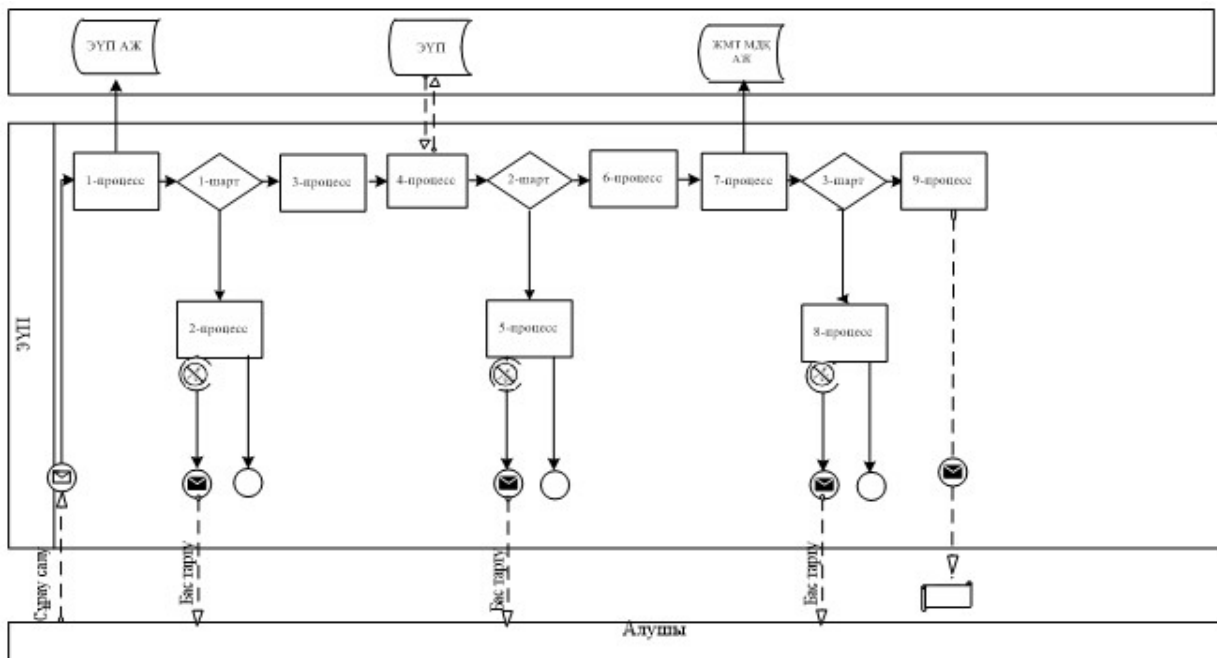 ЭҮП АЖ
ЭҮП
ЖМТ МДҚ
АЖ
1-процесс
1-шарт
3-процесс
4-процесс
2-шарт
6-процесс
7-процесс
3-шарт
9-процесс
2-процесс
5-процесс
8-процесс
ЭҮП
Сұрау салу
Бас тарту
Бас тарту
Бас тарту
Алушы